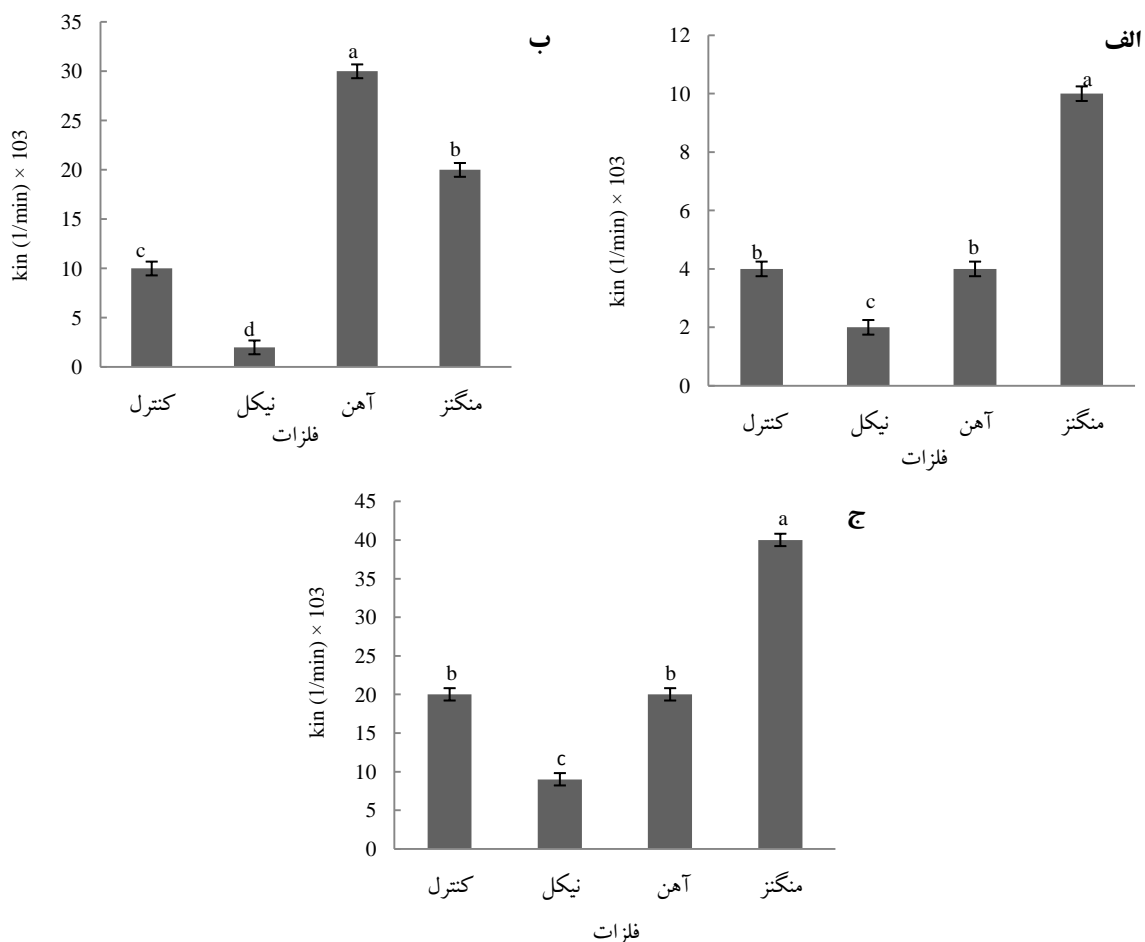 الف
12
10
8
6
4
2
0
kin (1/min) × 103
a
b
b
c
کنترل نیکل آهن منگنز
فلزات
ب
35
30
25
20
15
10
5
0
kin (1/min) × 103
a
b
c
d
کنترل نیکل آهن منگنز
فلزات
ج
45
40
35
30
25
20
15
10
5
0
kin (1/min) × 103
a
b
b
c
کنترل نیکل آهن منگنز
فلزات